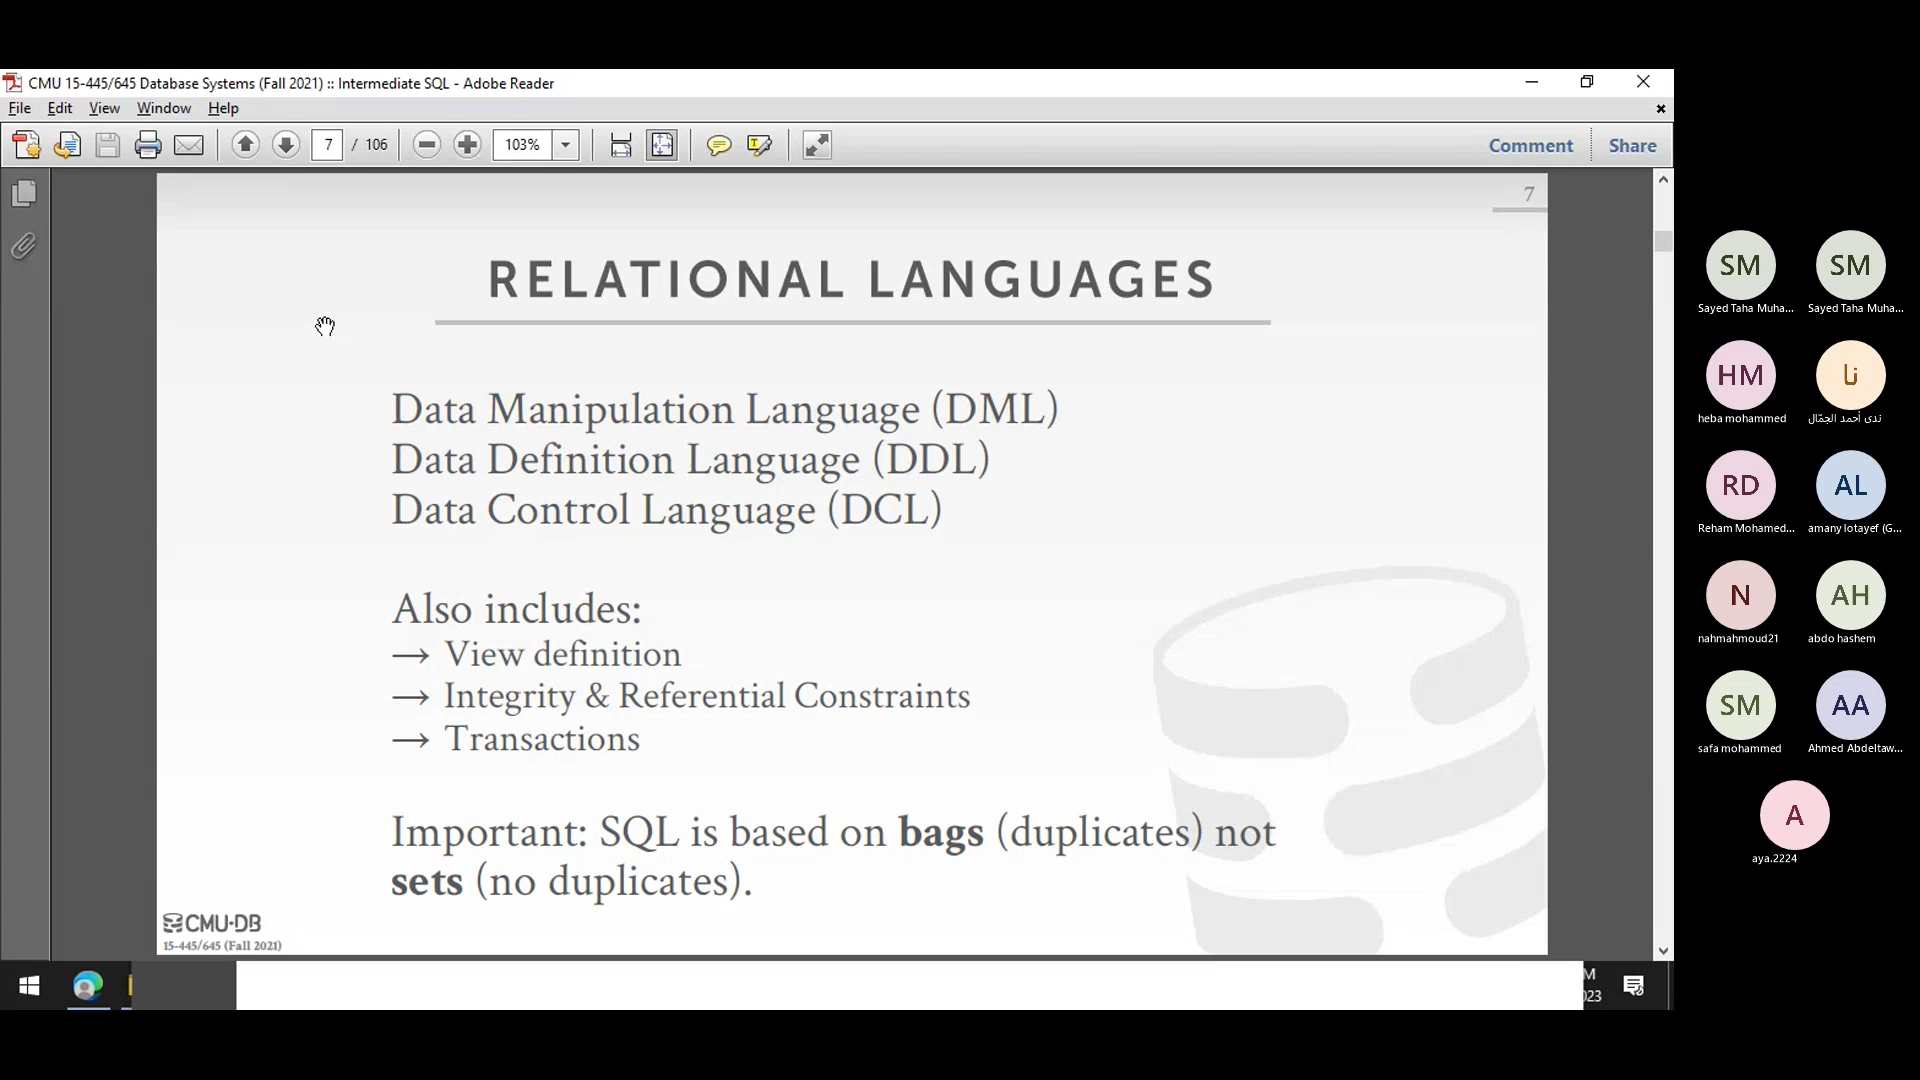 CMU 15-445/645 Database Systems (Fall 2021) :: Intermediate SQL - Adobe Reader
File Edit View Window Help
7 / 106 103% Comment Share
7
RELATIONAL LANGUAGES
Data Manipulation Language (DML)
Data Definition Language (DDL)
Data Control Language (DCL)
Also includes:
→ View definition
→ Integrity & Referential Constraints
→ Transactions
Important: SQL is based on bags (duplicates) not
sets (no duplicates).
CMU·DB
15-445/645 (Fall 2021)
M
023
SM SM
Sayed Taha Muha... Sayed Taha Muha...
HM نا
heba mohammed ندى أحمد الجمّال
RD AL
Reham Mohamed... amany lotayef (G...
N AH
nahmahmoud21 abdo hashem
SM AA
safa mohammed Ahmed Abdeltaw...
A
aya.2224